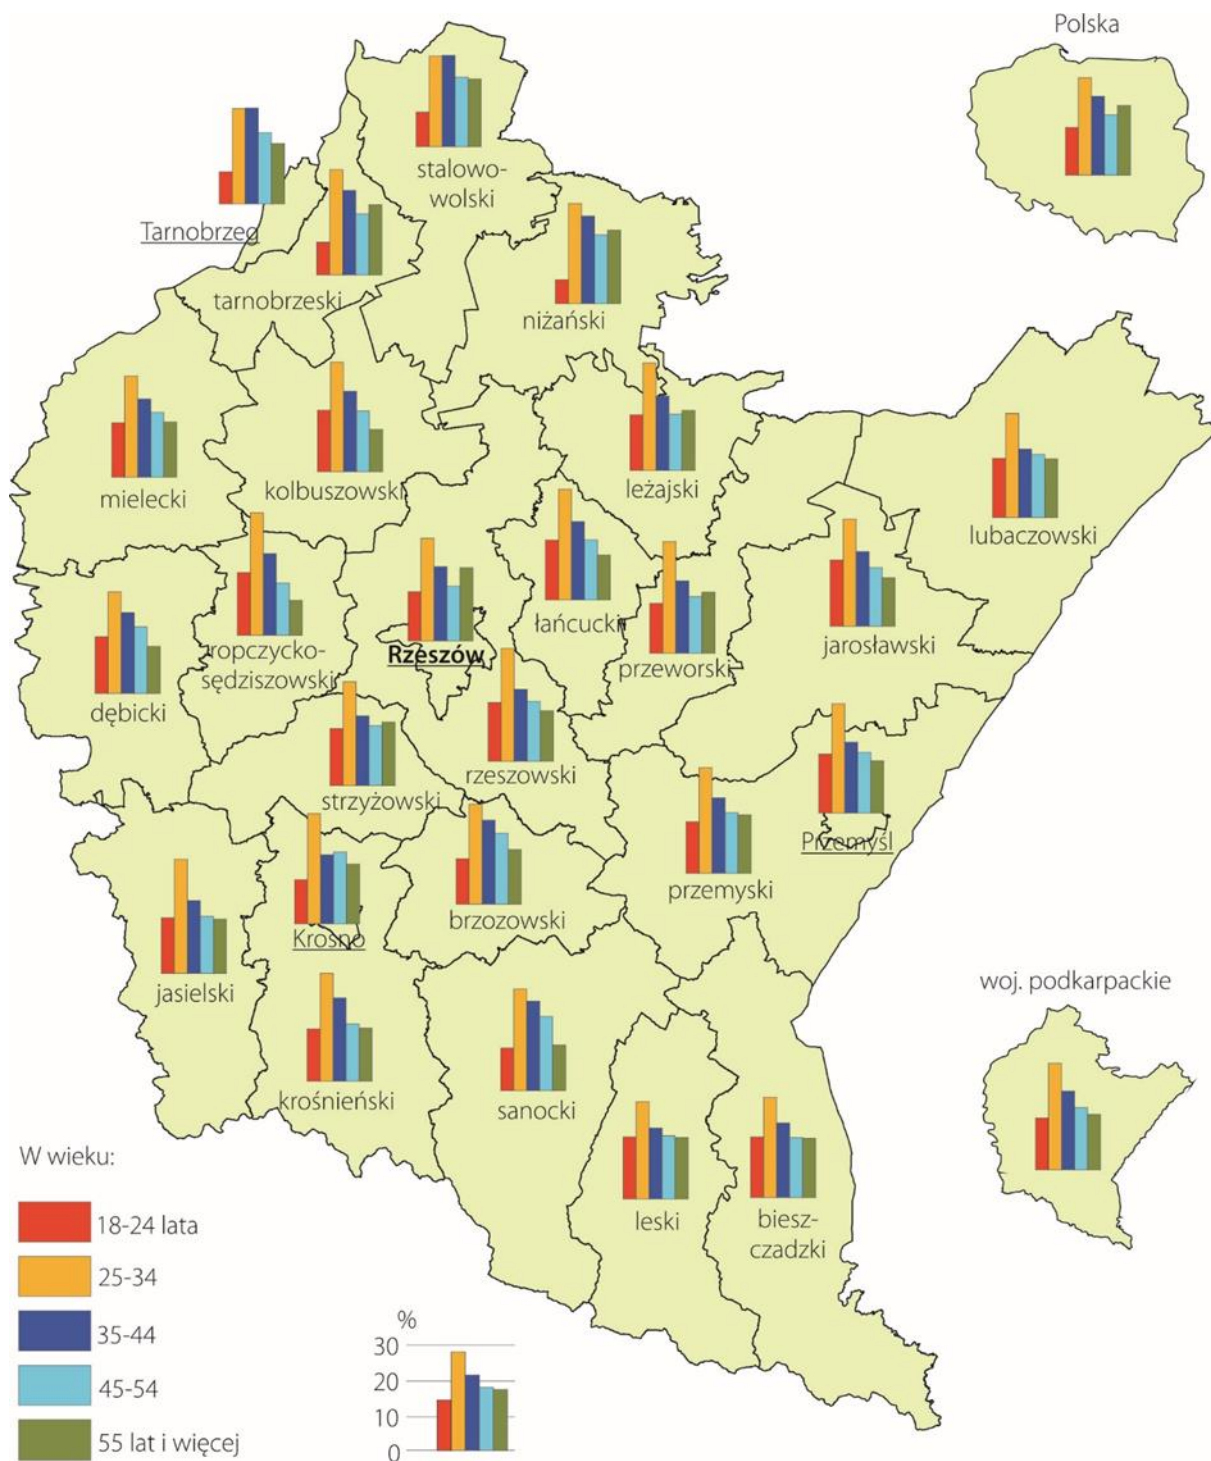 Polska
stalowo-
wolski
Tarnobrzeg
tarnobrzeski
niżański
mielecki
kolbuszowski
leżajski
lubaczowski
ropczycko-
sędziszowski
Rzeszów
łańcucki
przeworski
jarosławski
dębicki
strzyżowski
rzeszowski
Przemyśl
przemyski
brzozowski
Krosno
jasielski
krośnieński
sanocki
leski
biesz-
czadzki
woj. podkarpackie
W wieku:
18-24 lata
25-34
35-44
45-54
55 lat i więcej
%
30
20
10
0